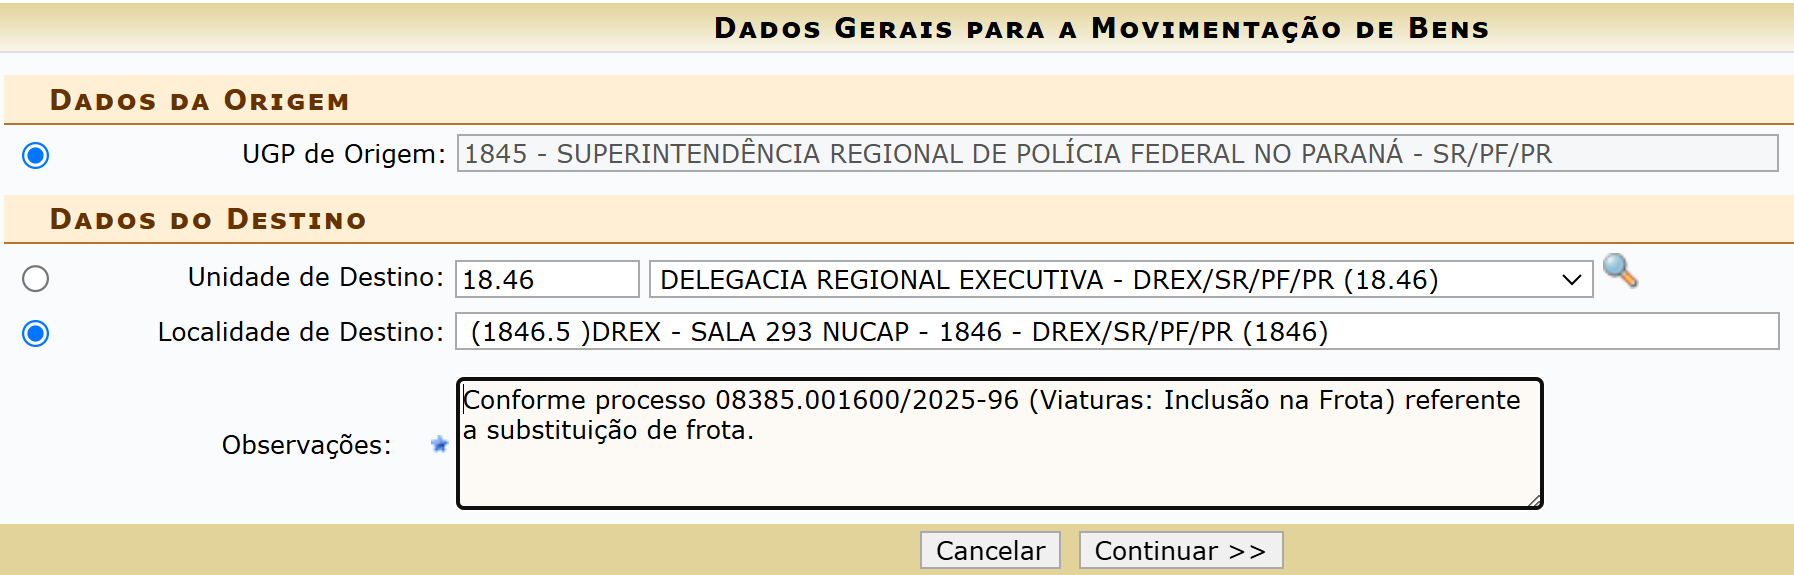 Dados Gerais para a Movimentação de Bens
Dados da Origem
UGP de Origem: 1845 - SUPERINTENDÊNCIA REGIONAL DE POLÍCIA FEDERAL NO PARANÁ - SR/PF/PR
Dados do Destino
Unidade de Destino: 18.46 DELEGACIA REGIONAL EXECUTIVA - DREX/SR/PF/PR (18.46)
Localidade de Destino: (1846.5 )DREX - SALA 293 NUCAP - 1846 - DREX/SR/PF/PR (1846)
Observações:
Conforme processo 08385.001600/2025-96 (Viaturas: Inclusão na Frota) referente
a substituição de frota.
Cancelar Continuar >>